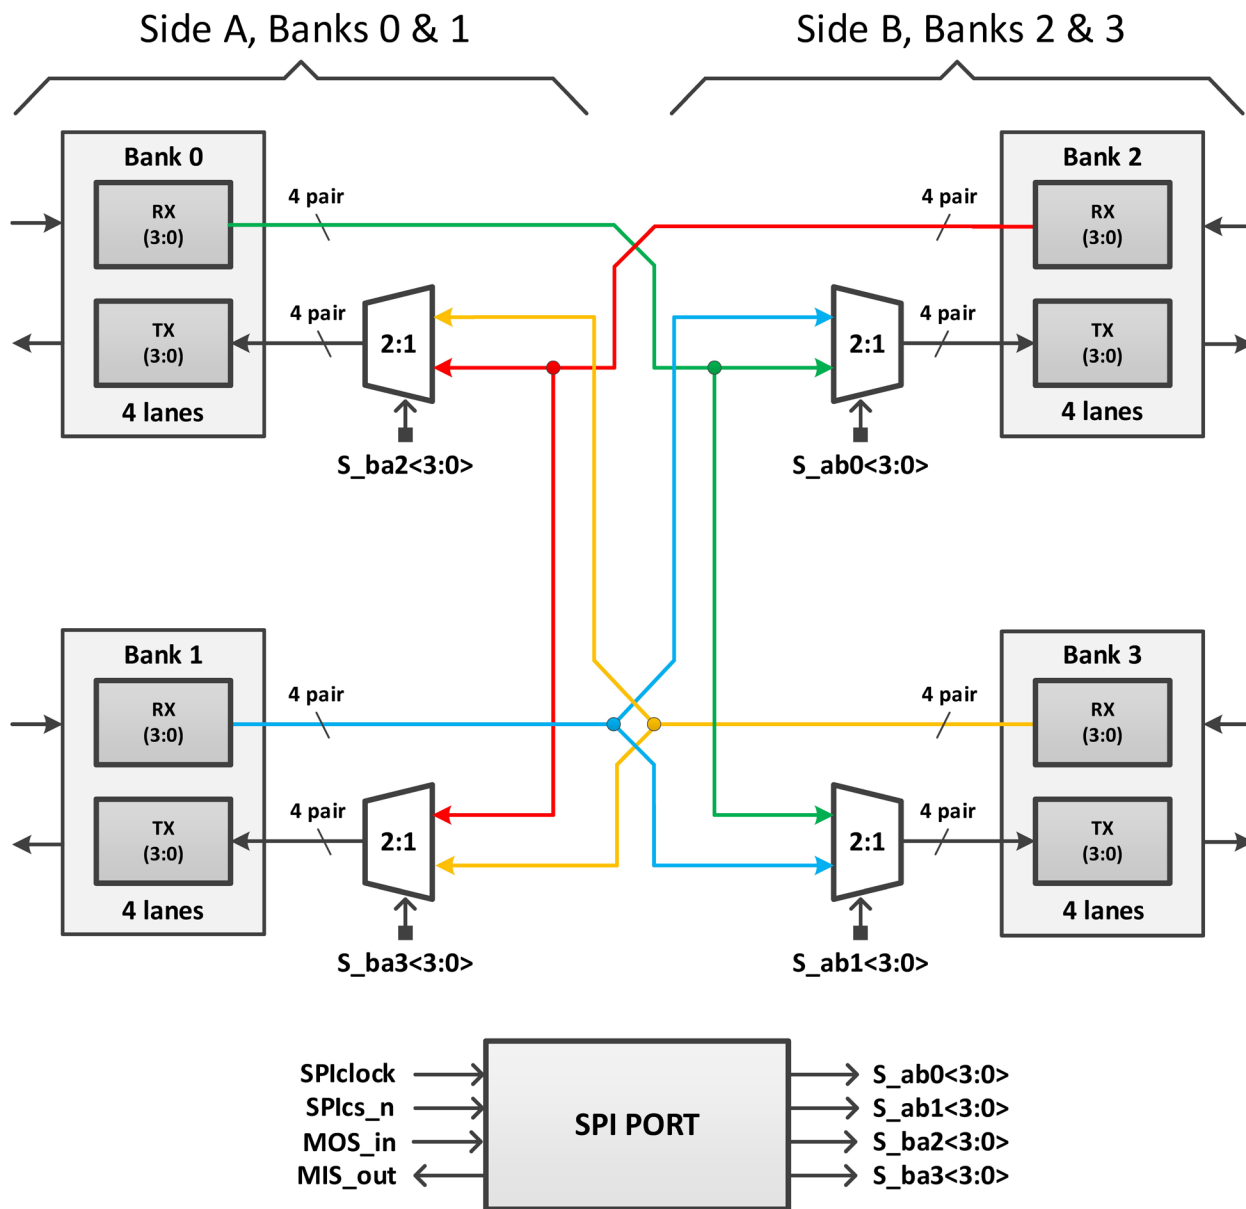 Side A, Banks 0 & 1
Side B, Banks 2 & 3
Bank 0
RX
(3:0)
4 pair
TX
(3:0)
4 pair
2:1
4 lanes
S_ba2<3:0>
Bank 2
4 pair
RX
(3:0)
2:1
4 pair
TX
(3:0)
4 lanes
S_ab0<3:0>
Bank 1
RX
(3:0)
4 pair
TX
(3:0)
4 pair
2:1
4 lanes
S_ba3<3:0>
Bank 3
4 pair
RX
(3:0)
2:1
4 pair
TX
(3:0)
4 lanes
S_ab1<3:0>
SPIclock
SPIcs_n
MOS_in
MIS_out
SPI PORT
S_ab0<3:0>
S_ab1<3:0>
S_ba2<3:0>
S_ba3<3:0>